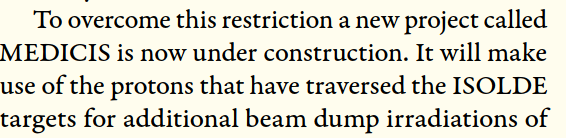 To overcome this restriction a new project called
MEDICIS is now under construction. It will make
use of the protons that have traversed the ISOLDE
targets for additional beam dump irradiations of